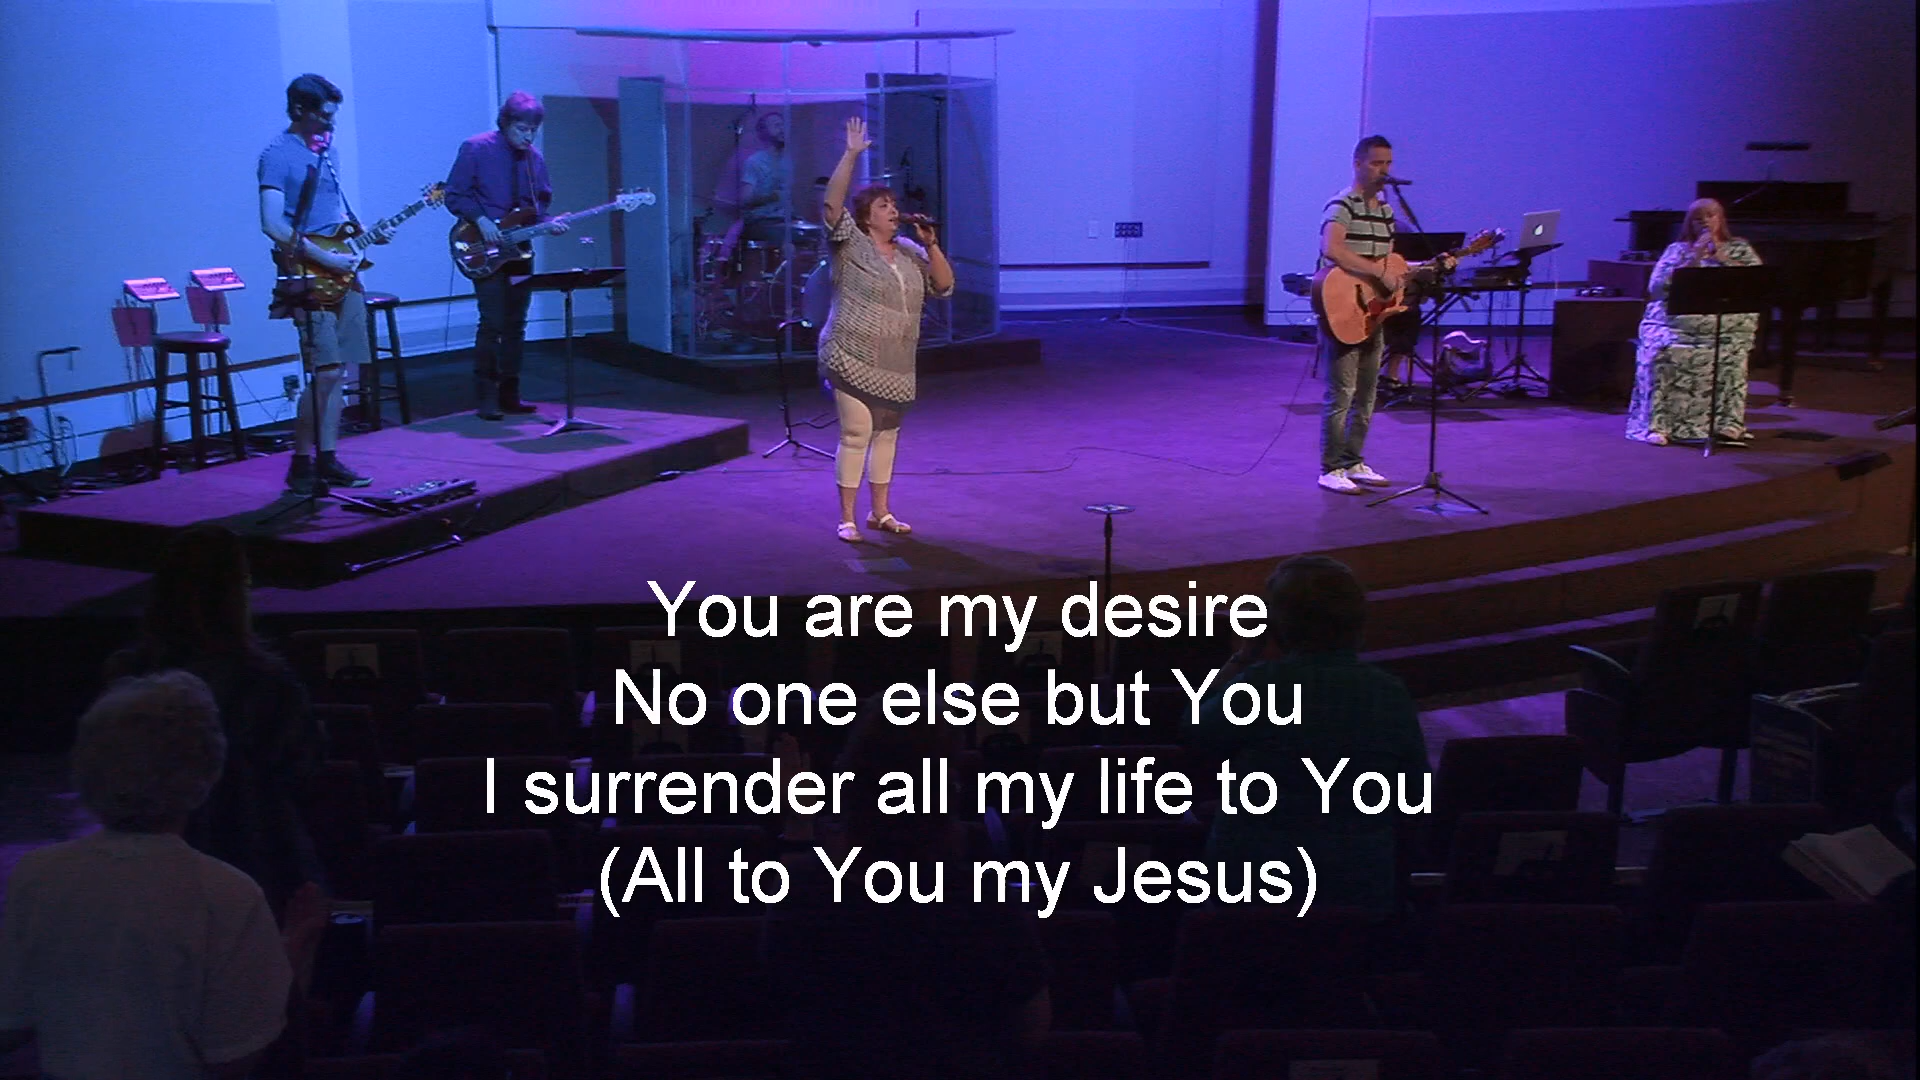 You are my desire
No one else but You
I surrender all my life to You
(All to You my Jesus)